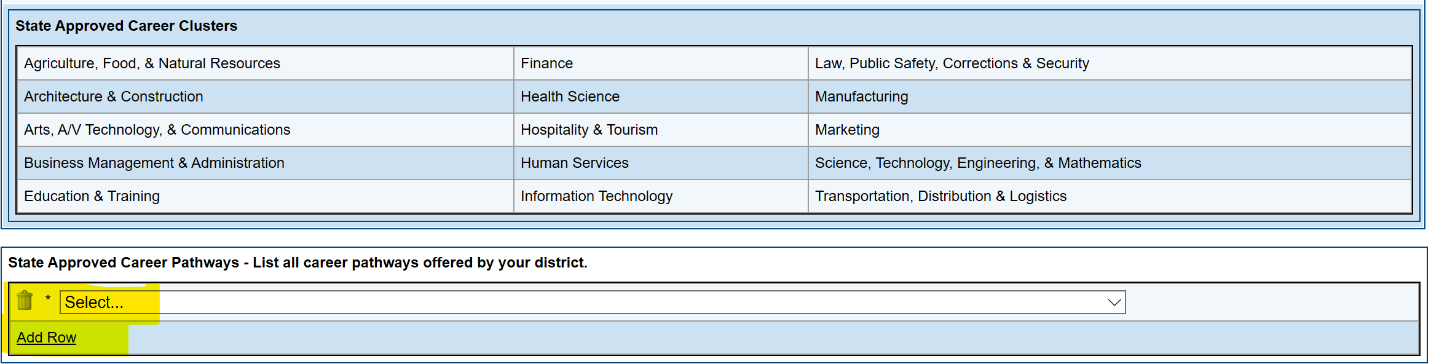 State Approved Career Clusters
Agriculture, Food, & Natural Resources Finance Law, Public Safety, Corrections & Security
Architecture & Construction Health Science Manufacturing
Arts, A/V Technology, & Communications Hospitality & Tourism Marketing
Business Management & Administration Human Services Science, Technology, Engineering, & Mathematics
Education & Training Information Technology Transportation, Distribution & Logistics
State Approved Career Pathways - List all career pathways offered by your district.
* Select...
Add Row